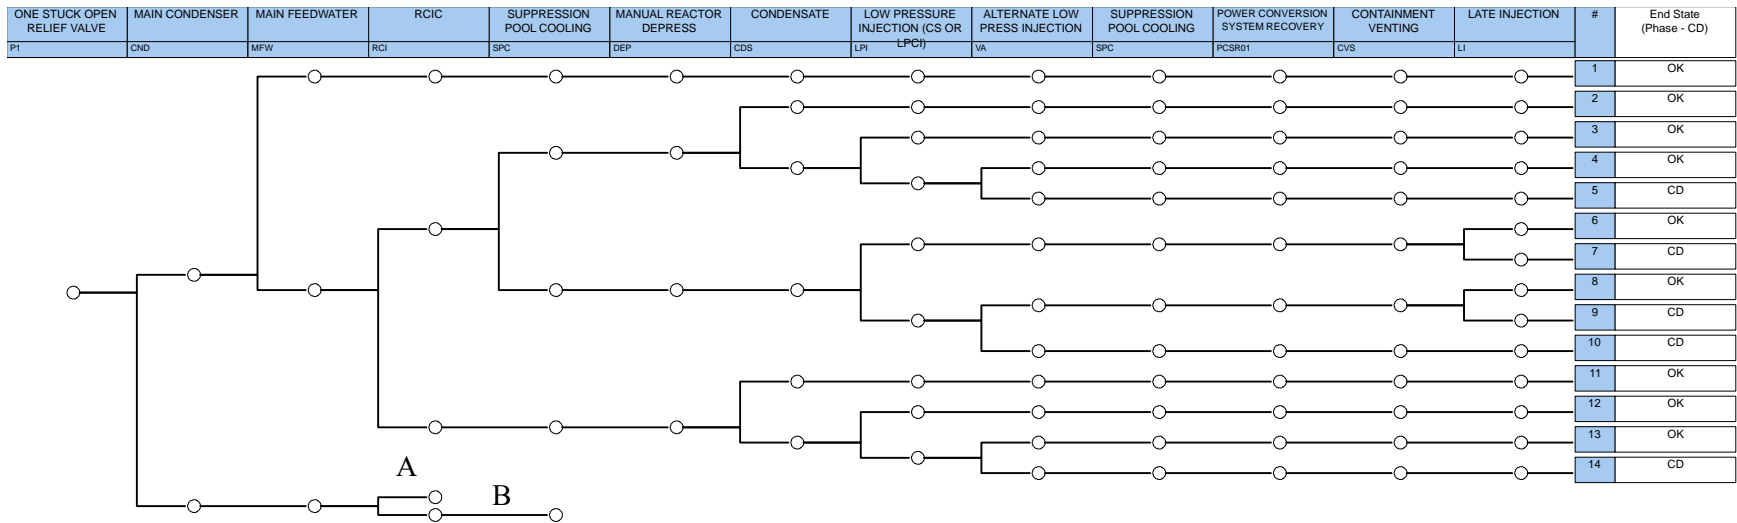 ONE STUCK OPEN
RELIEF VALVE
MAIN CONDENSER
MAIN FEEDWATER
RCIC
SUPPRESSION
POOL COOLING
MANUAL REACTOR
DEPRESS
CONDENSATE
LOW PRESSURE
INJECTION (CS OR
LPCI)
ALTERNATE LOW
PRESS INJECTION
SUPPRESSION
POOL COOLING
POWER CONVERSION
SYSTEM RECOVERY
CONTAINMENT
VENTING
LATE INJECTION
#
End State
(Phase - CD)
P1
CND
MFW
RCI
SPC
DEP
CDS
LPI
VA
SPC
PCSR01
CVS
LI
1 OK
2 OK
3 OK
4 OK
5 CD
6 OK
7 CD
8 OK
9 CD
10 CD
11 OK
12 OK
13 OK
14 CD
A
B